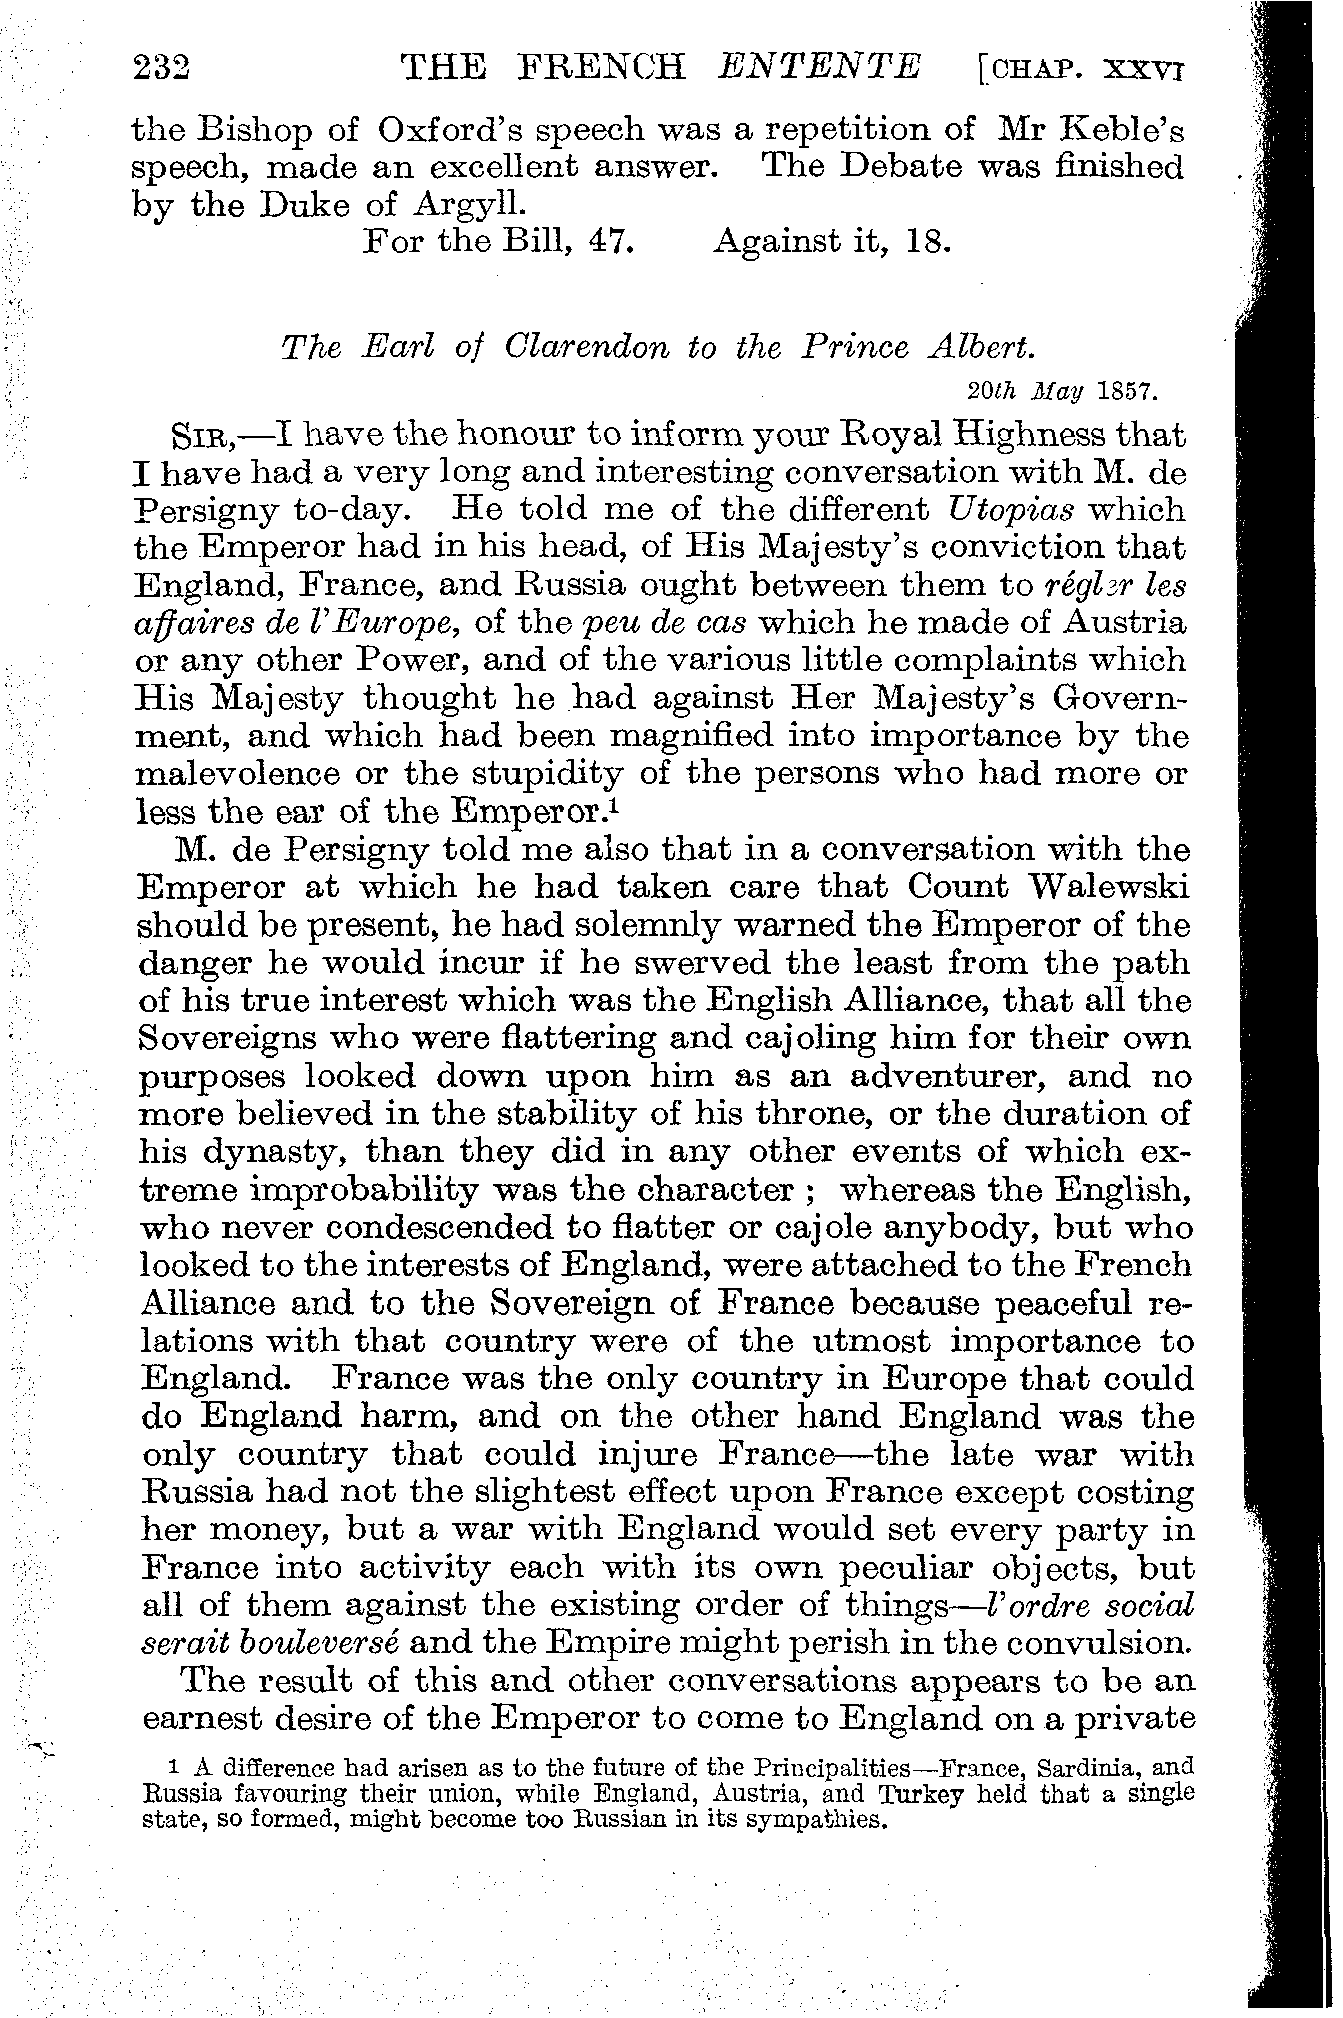 232 THE FRENCH ENTENTE [CHAP. XXVI
the Bishop of Oxford's speech was a repetition of Mr Keble's
speech, made an excellent answer. The Debate was finished
by the Duke of Argyll.
For the Bill, 47. Against it, 18.
The Earl of Clarendon to the Prince Albert.
20th May 1857.
SIR,—I have the honour to inform your Royal Highness that
I have had a very long and interesting conversation with M. de
Persigny to-day. He told me of the different Utopias which
the Emperor had in his head, of His Majesty's conviction that
England, France, and Russia ought between them to régler les
affaires de l'Europe, of the peu de cas which he made of Austria
or any other Power, and of the various little complaints which
His Majesty thought he had against Her Majesty's Govern-
ment, and which had been magnified into importance by the
malevolence or the stupidity of the persons who had more or
less the ear of the Emperor.¹
M. de Persigny told me also that in a conversation with the
Emperor at which he had taken care that Count Walewski
should be present, he had solemnly warned the Emperor of the
danger he would incur if he swerved the least from the path
of his true interest which was the English Alliance, that all the
Sovereigns who were flattering and cajoling him for their own
purposes looked down upon him as an adventurer, and no
more believed in the stability of his throne, or the duration of
his dynasty, than they did in any other events of which ex-
treme improbability was the character ; whereas the English,
who never condescended to flatter or cajole anybody, but who
looked to the interests of England, were attached to the French
Alliance and to the Sovereign of France because peaceful re-
lations with that country were of the utmost importance to
England. France was the only country in Europe that could
do England harm, and on the other hand England was the
only country that could injure France—the late war with
Russia had not the slightest effect upon France except costing
her money, but a war with England would set every party in
France into activity each with its own peculiar objects, but
all of them against the existing order of things—l'ordre social
serait bouleversé and the Empire might perish in the convulsion.
The result of this and other conversations appears to be an
earnest desire of the Emperor to come to England on a private
1 A difference had arisen as to the future of the Principalities—France, Sardinia, and
Russia favouring their union, while England, Austria, and Turkey held that a single
state, so formed, might become too Russian in its sympathies.